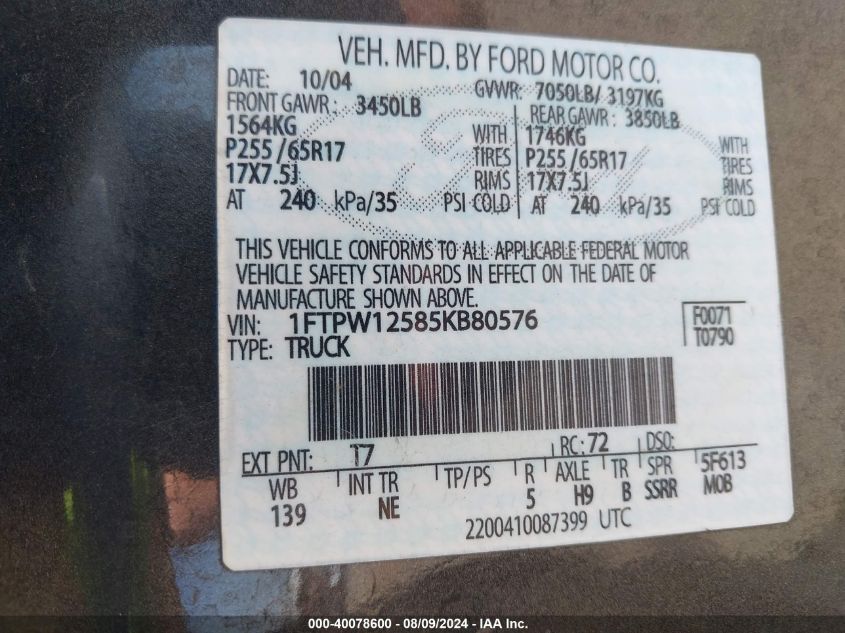 VEH. MFD. BY FORD MOTOR CO.
DATE: 10/04 GVWR: 7050LB/ 3197KG
FRONT GAWR: 3450LB REAR GAWR: 3850LB
1564KG WITH 1746KG WITH
P255/65R17 TIRES P255/65R17 TIRES
17X7.5J RIMS 17X7.5J RIMS
AT 240 kPa/35 PSI COLD AT 240 kPa/35 PSI COLD
THIS VEHICLE CONFORMS TO ALL APPLICABLE FEDERAL MOTOR
VEHICLE SAFETY STANDARDS IN EFFECT ON THE DATE OF
MANUFACTURE SHOWN ABOVE.
VIN: 1FTPW12585KB80576 F0071
TYPE: TRUCK T0790
EXT PNT: T7 RC: 72 DSO:
WB INT TR TP/PS R AXLE TR SPR 5F613
139 NE 5 H9 B SSRR MOB
2200410087399 UTC
000-40078600 - 08/09/2024 - IAA Inc.